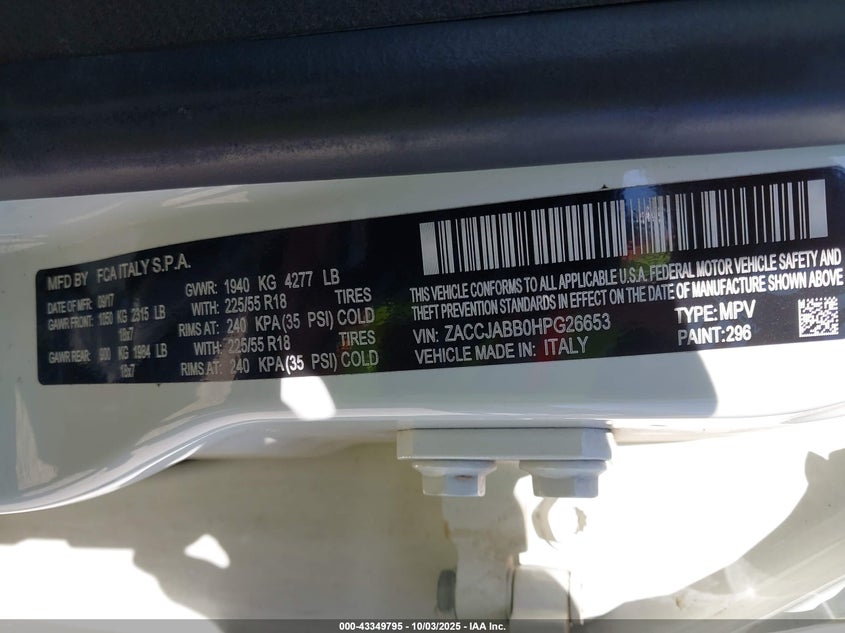 MFD BY FCA ITALY S.P.A.
DATE OF MFR: 09/17 GVWR: 1940 KG 4277 LB
GAWR FRONT: 1050 KG 2315 LB WITH: 225/55 R18 TIRES
18x7 RIMS AT: 240 KPA(35 PSI) COLD
GAWR REAR: 900 KG 1984 LB WITH: 225/55 R18 TIRES
18x7 RIMS AT: 240 KPA(35 PSI) COLD
THIS VEHICLE CONFORMS TO ALL APPLICABLE U.S.A. FEDERAL MOTOR VEHICLE SAFETY AND
THEFT PREVENTION STANDARDS IN EFFECT ON THE DATE OF MANUFACTURE SHOWN ABOVE
VIN: ZACCJABB0HPG26653 TYPE: MPV
VEHICLE MADE IN: ITALY PAINT:296
000-43349795 - 10/03/2025 - IAA Inc.